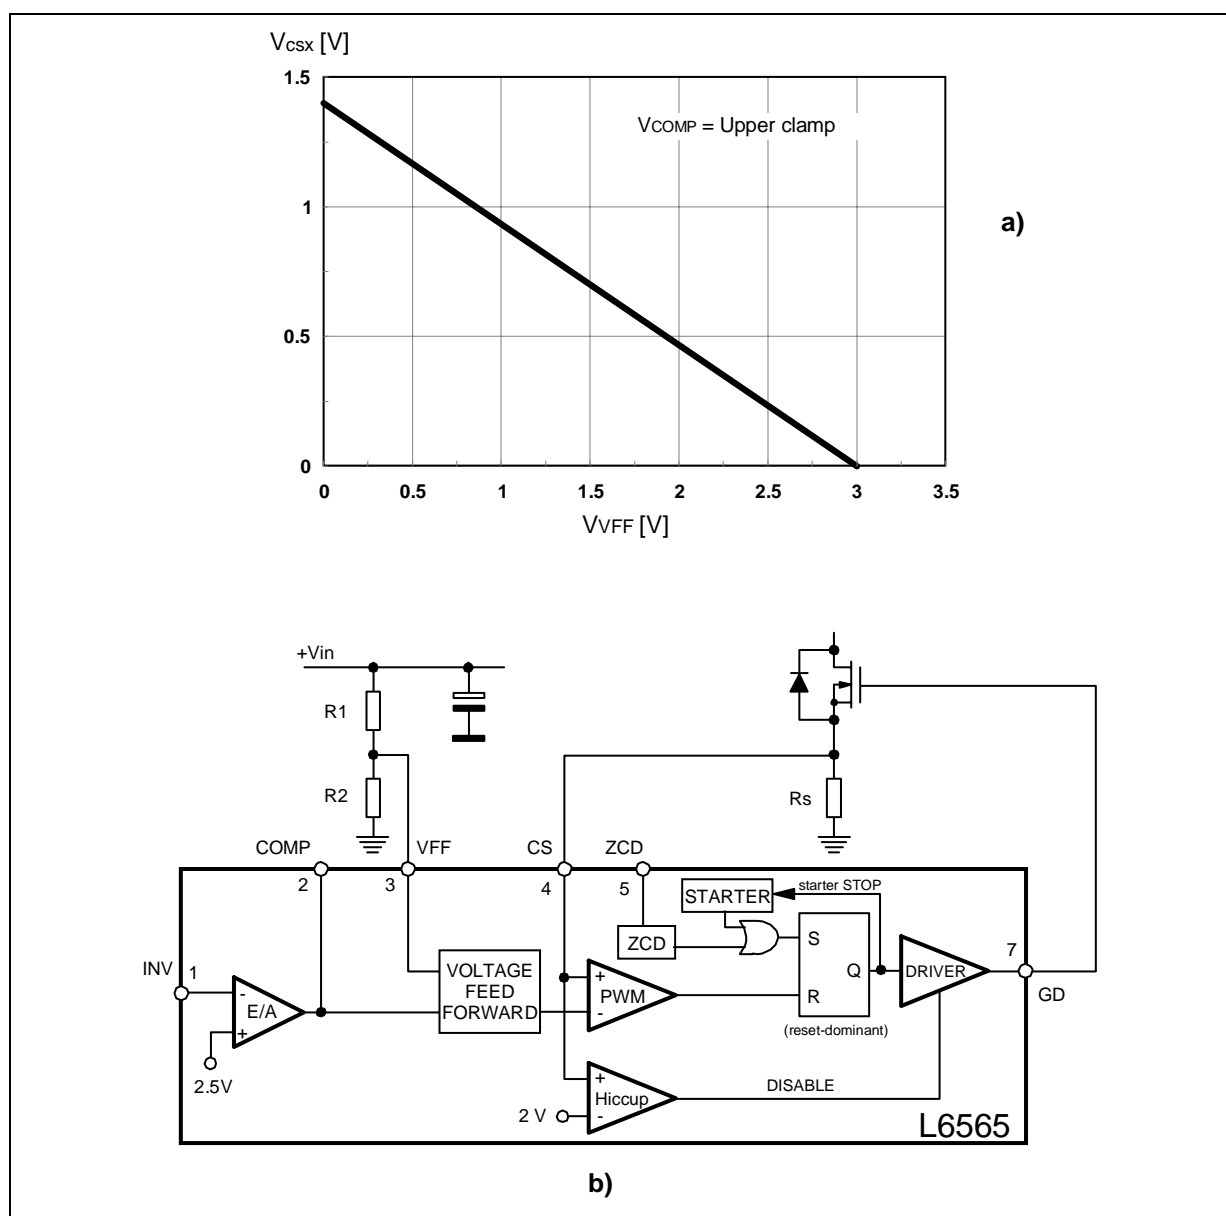 Vcsx [V]
1.5
VCOMP = Upper clamp
1
a)
0.5
0
0 0.5 1 1.5 2 2.5 3 3.5
VVFF [V]
+Vin
R1
R2
Rs
COMP VFF CS ZCD
2 3 4 5
starter STOP
STARTER
INV 1
ZCD
S
7
VOLTAGE
FEED
FORWARD
+
PWM
-
Q
R
DRIVER
GD
-
E/A
+
(reset-dominant)
2.5V
+
Hiccup
-
2 V
DISABLE
L6565
b)